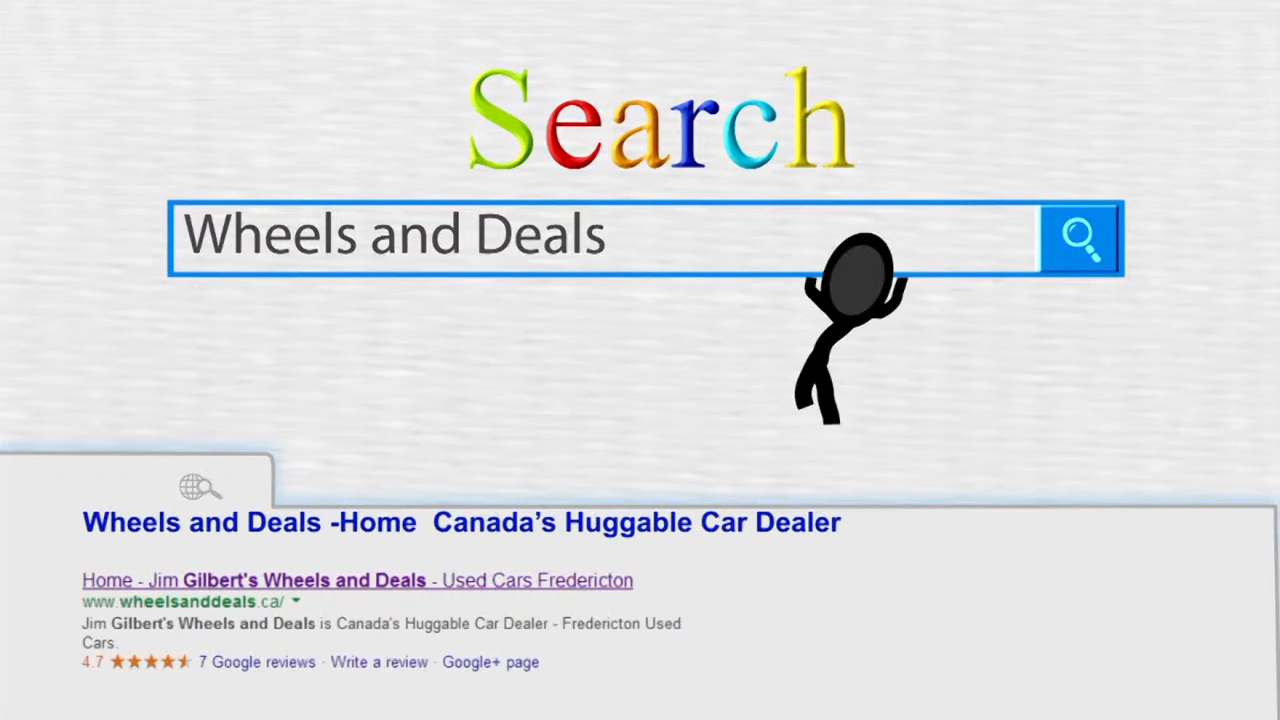 Search
Wheels and Deals
Wheels and Deals -Home  Canada’s Huggable Car Dealer
Home - Jim Gilbert's Wheels and Deals - Used Cars Fredericton
www.wheelsanddeals.ca/
Jim Gilbert's Wheels and Deals is Canada's Huggable Car Dealer - Fredericton Used
Cars.
4.7 ★★★★★ 7 Google reviews · Write a review · Google+ page